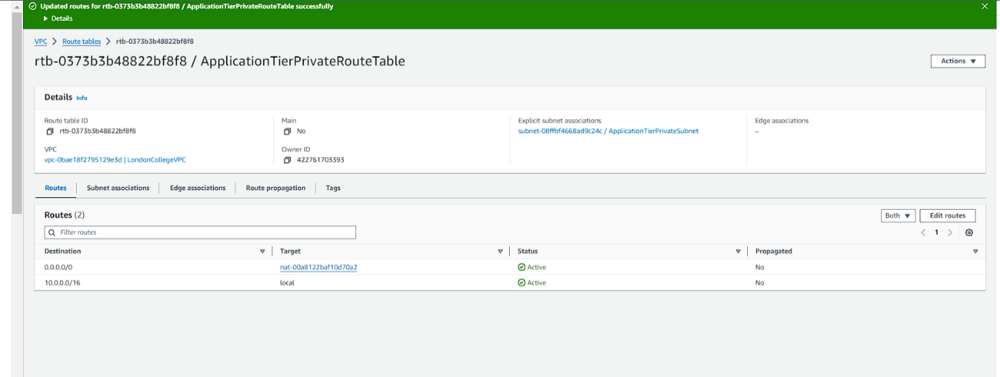 Updated routes for rtb-0373b3b48822bf8f8 / ApplicationTierPrivateRouteTable successfully
Details
VPC > Route tables > rtb-0373b3b48822bf8f8
rtb-0373b3b48822bf8f8 / ApplicationTierPrivateRouteTable
Actions
Details Info
Route table ID Main Explicit subnet associations Edge associations
rtb-0373b3b48822bf8f8 No subnet-08ffbf4668ad9c24c / ApplicationTierPrivateSubnet –
VPC Owner ID
vpc-0bae18f2795129e3d | LondonCollegeVPC 422761703393
Routes Subnet associations Edge associations Route propagation Tags
Routes (2) Both Edit routes
Filter routes 1
Destination Target Status Propagated
0.0.0.0/0 nat-00a8122baf10d70a2 Active No
10.0.0.0/16 local Active No